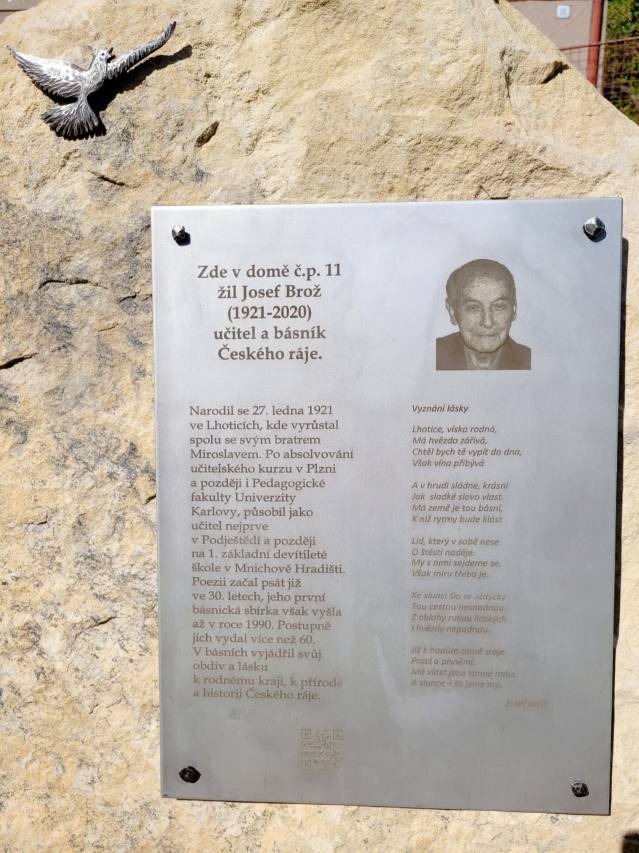 Zde v domě č.p. 11
žil Josef Brož
(1921-2020)
učitel a básník
Českého ráje.
Narodil se 27. ledna 1921
ve Lhoticích, kde vyrůstal
spolu se svým bratrem
Miroslavem. Po absolvování
učitelského kurzu v Plzni
a později i Pedagogické
fakulty Univerzity
Karlovy, působil jako
učitel nejprve
v Podještědí a později
na 1. základní devítileté
škole v Mnichově Hradišti.
Poezii začal psát již
ve 30. letech, jeho první
básnická sbírka však vyšla
až v roce 1990. Postupně
jich vydal více než 60.
V básních vyjádřil svůj
obdiv a lásku
k rodnému kraji, k přírodě
a historii Českého ráje.
Vyznání lásky
Lhotice, vísko rodná,
Má hvězdo zářivá,
Chtěl bych tě vypít do dna,
Však vína přibývá
A v hrudi sládne, krásní
Jak sladké slovo vlast.
Má země je tou básní,
K níž rytmy bude klást
Lid, který v sobě nese
O štěstí naděje.
My s nimi sejdeme se,
Však míru třeba je.
Ke slunci šlo se vždycky
Tou cestou nesnadnou.
Z oblohy rukou lidských
I hvězdy nepadnou.
Již k hodům země zraje
Prací a písněmi.
Má vlast jsou vonné máje
A slunce – to jsme my.
Josef Brož